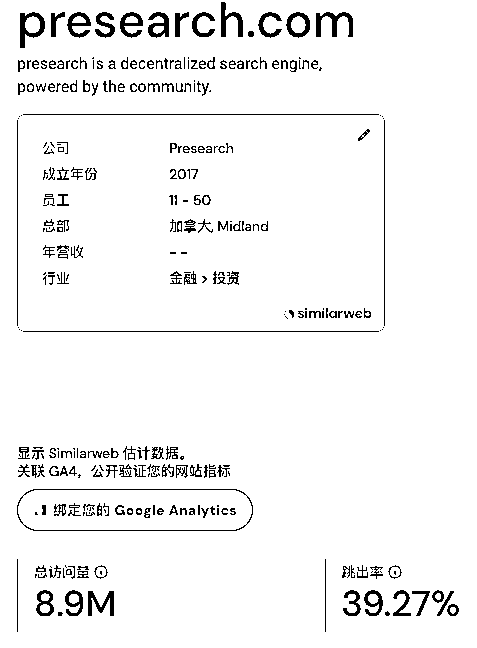 presearch.com
presearch is a decentralized search engine,
powered by the community.
公司 Presearch
成立年份 2017
员工 11 - 50
总部 加拿大, Midland
年营收 - -
行业 金融 > 投资
similarweb
显示 Similarweb 估计数据。
关联 GA4，公开验证您的网站指标
绑定您的 Google Analytics
总访问量 跳出率
8.9M 39.27%